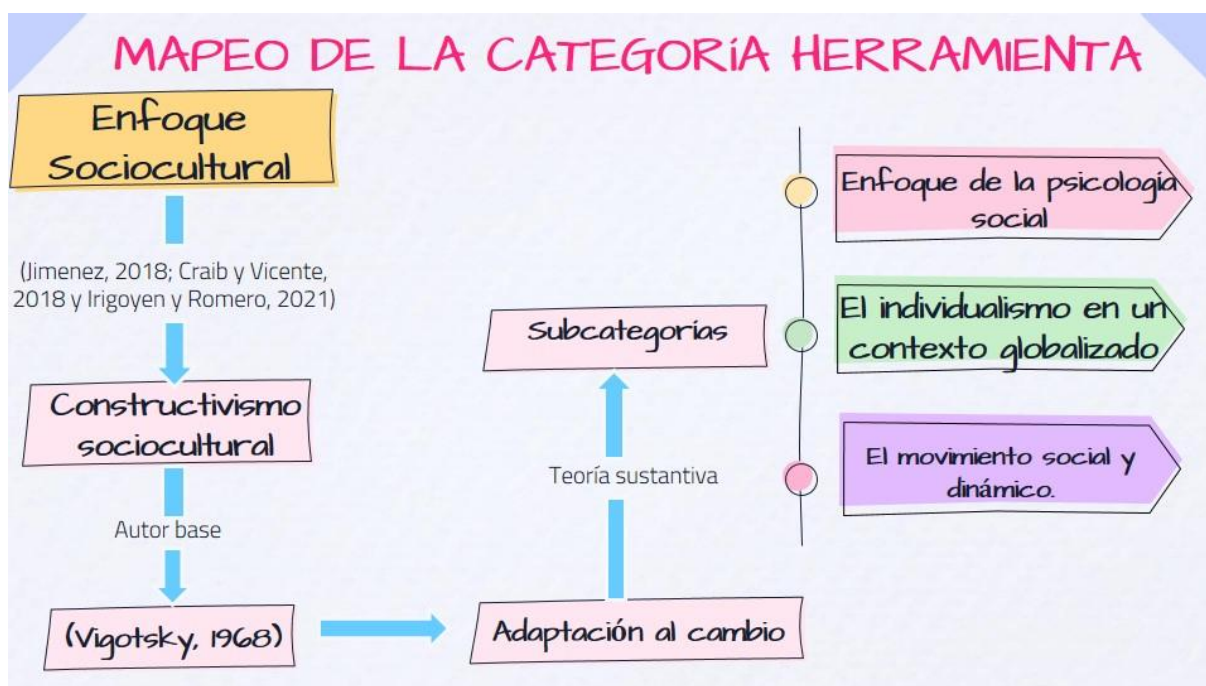 MAPEO DE LA CATEGORÍA HERRAMIENTA
Enfoque
Sociocultural
(Jimenez, 2018; Craib y Vicente,
2018 y Irigoyen y Romero, 2021)
Constructivismo
sociocultural
Autor base
(Vigotsky, 1968)
Adaptación al cambio
Teoría sustantiva
Subcategorías
Enfoque de la psicología
social
El individualismo en un
contexto globalizado
El movimiento social y
dinámico.